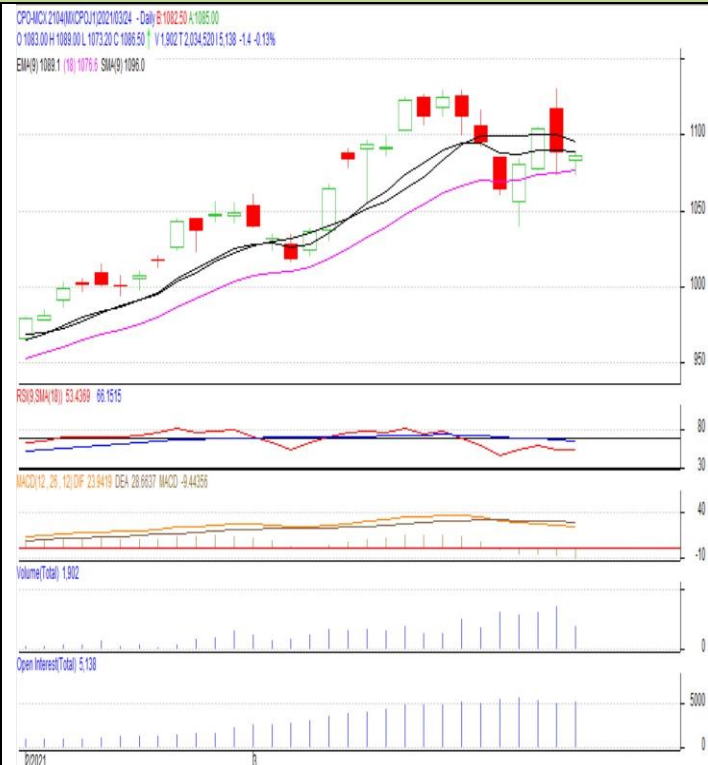 CPO-MCX 2104(MXCPOJ1)2021/03/24 - Daily B:1082.50 A:1085.00
O 1083.00 H 1089.00 L 1073.20 C 1086.50 ↑ V 1,902 T 2,034,520 I 5,138 -1.4 -0.13%
EMA(9) 1089.1 (18) 1076.6 SMA(9) 1096.0
1100
1050
1000
950
RSI(9,SMA(18)) 53.4369 66.1515
80
30
MACD(12, 26, 12) DIF 23.9419 DEA 28.6637 MACD -9.44356
40
-10
Volume(Total) 1,902
0
Open Interest(Total) 5,138
5000
0
2/2021 3